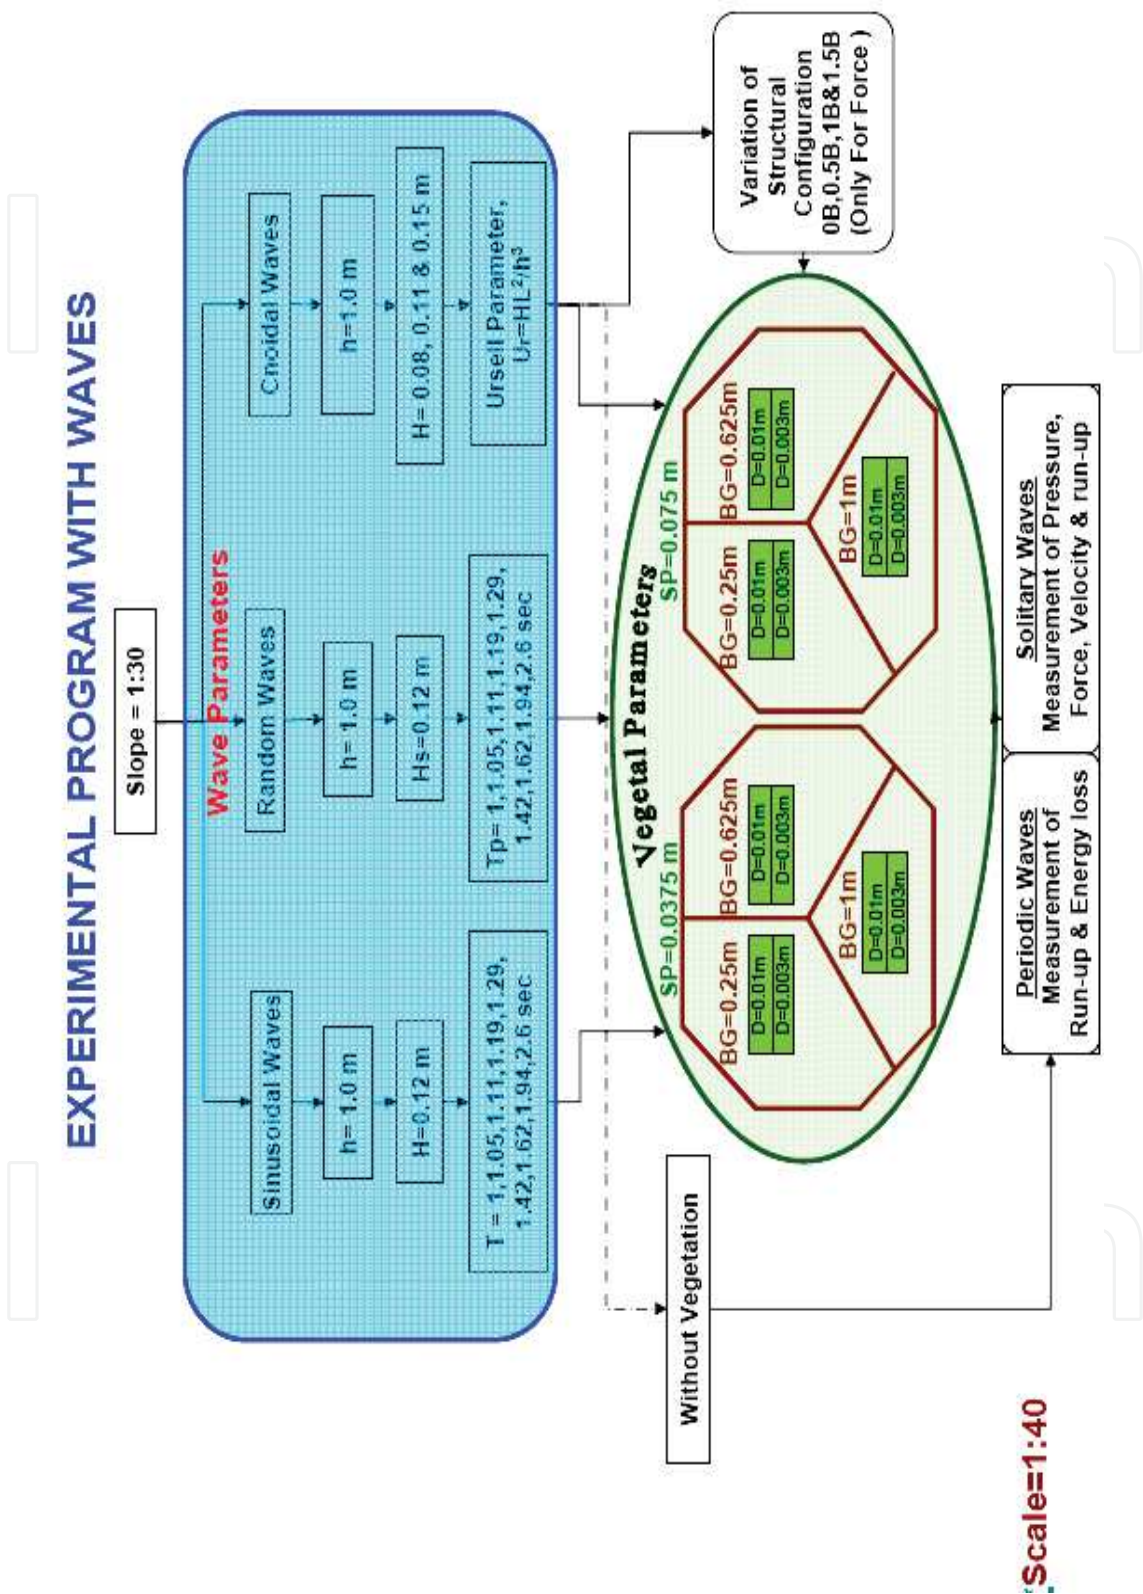 EXPERIMENTAL PROGRAM WITH WAVES
Slope = 1:30
Wave Parameters
Sinusoidal Waves
h= 1.0 m
H=0.12 m
T = 1,1.05,1.11,1.19,1.29,
1.42,1.62,1.94,2.6 sec
Random Waves
h= 1.0 m
Hs=0.12 m
Tp= 1,1.05,1.11,1.19,1.29,
1.42,1.62,1.94,2.6 sec
Cnoidal Waves
h=1.0 m
H= 0.08, 0.11 & 0.15 m
Ursell Parameter,
Ur=HL²/h³
Without Vegetation
Vegetal Parameters
SP=0.0375 m
BG=0.25m
D=0.01m
D=0.003m
BG=0.625m
D=0.01m
D=0.003m
BG=1m
D=0.01m
D=0.003m
SP=0.075 m
BG=0.25m
D=0.01m
D=0.003m
BG=0.625m
D=0.01m
D=0.003m
BG=1m
D=0.01m
D=0.003m
Variation of
Structural
Configuration
0B,0.5B,1B&1.5B
(Only For Force )
Periodic Waves
Measurement of
Run-up & Energy loss
Solitary Waves
Measurement of Pressure,
Force, Velocity & run-up
*Scale=1:40